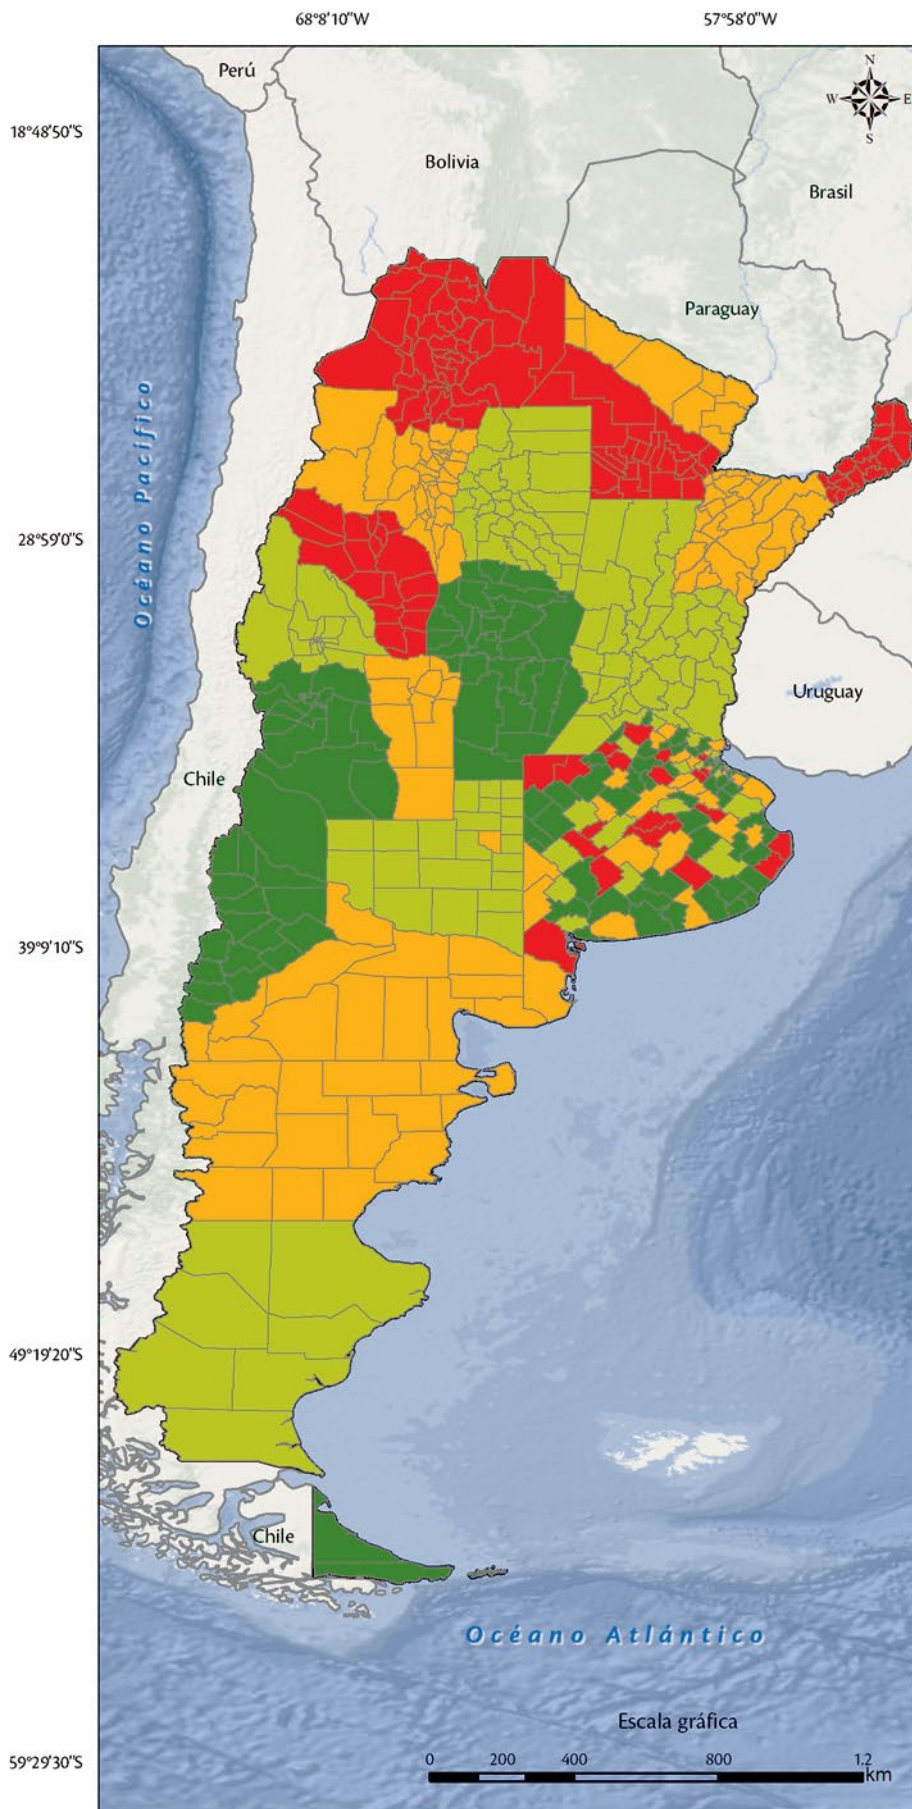 68°8'10"W
57°58'0"W
Perú
N
W
E
S
18°48'50"S
Bolivia
Brasil
Paraguay
Océano Pacífico
28°59'0"S
Uruguay
Chile
39°9'10"S
49°19'20"S
Chile
Océano Atlántico
Escala gráfica
59°29'30"S
0 200 400 800 1.2
km